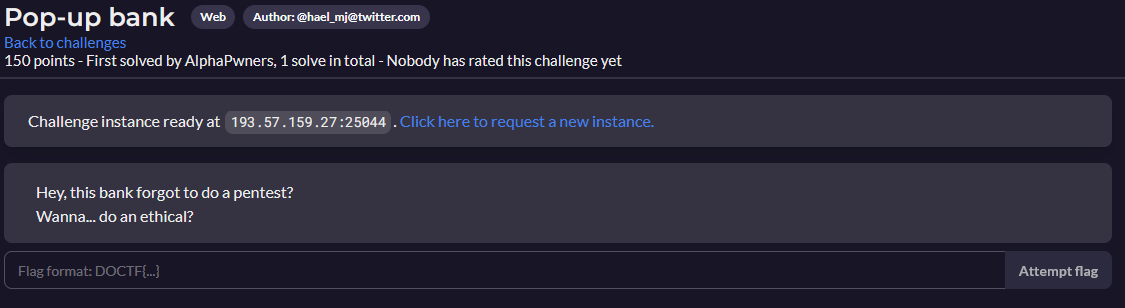 Pop-up bank Web Author: @hael_mj@twitter.com
Back to challenges
150 points - First solved by AlphaPwners, 1 solve in total - Nobody has rated this challenge yet
Challenge instance ready at 193.57.159.27:25044. Click here to request a new instance.
Hey, this bank forgot to do a pentest?
Wanna... do an ethical?
Flag format: DOCTF{...} Attempt flag